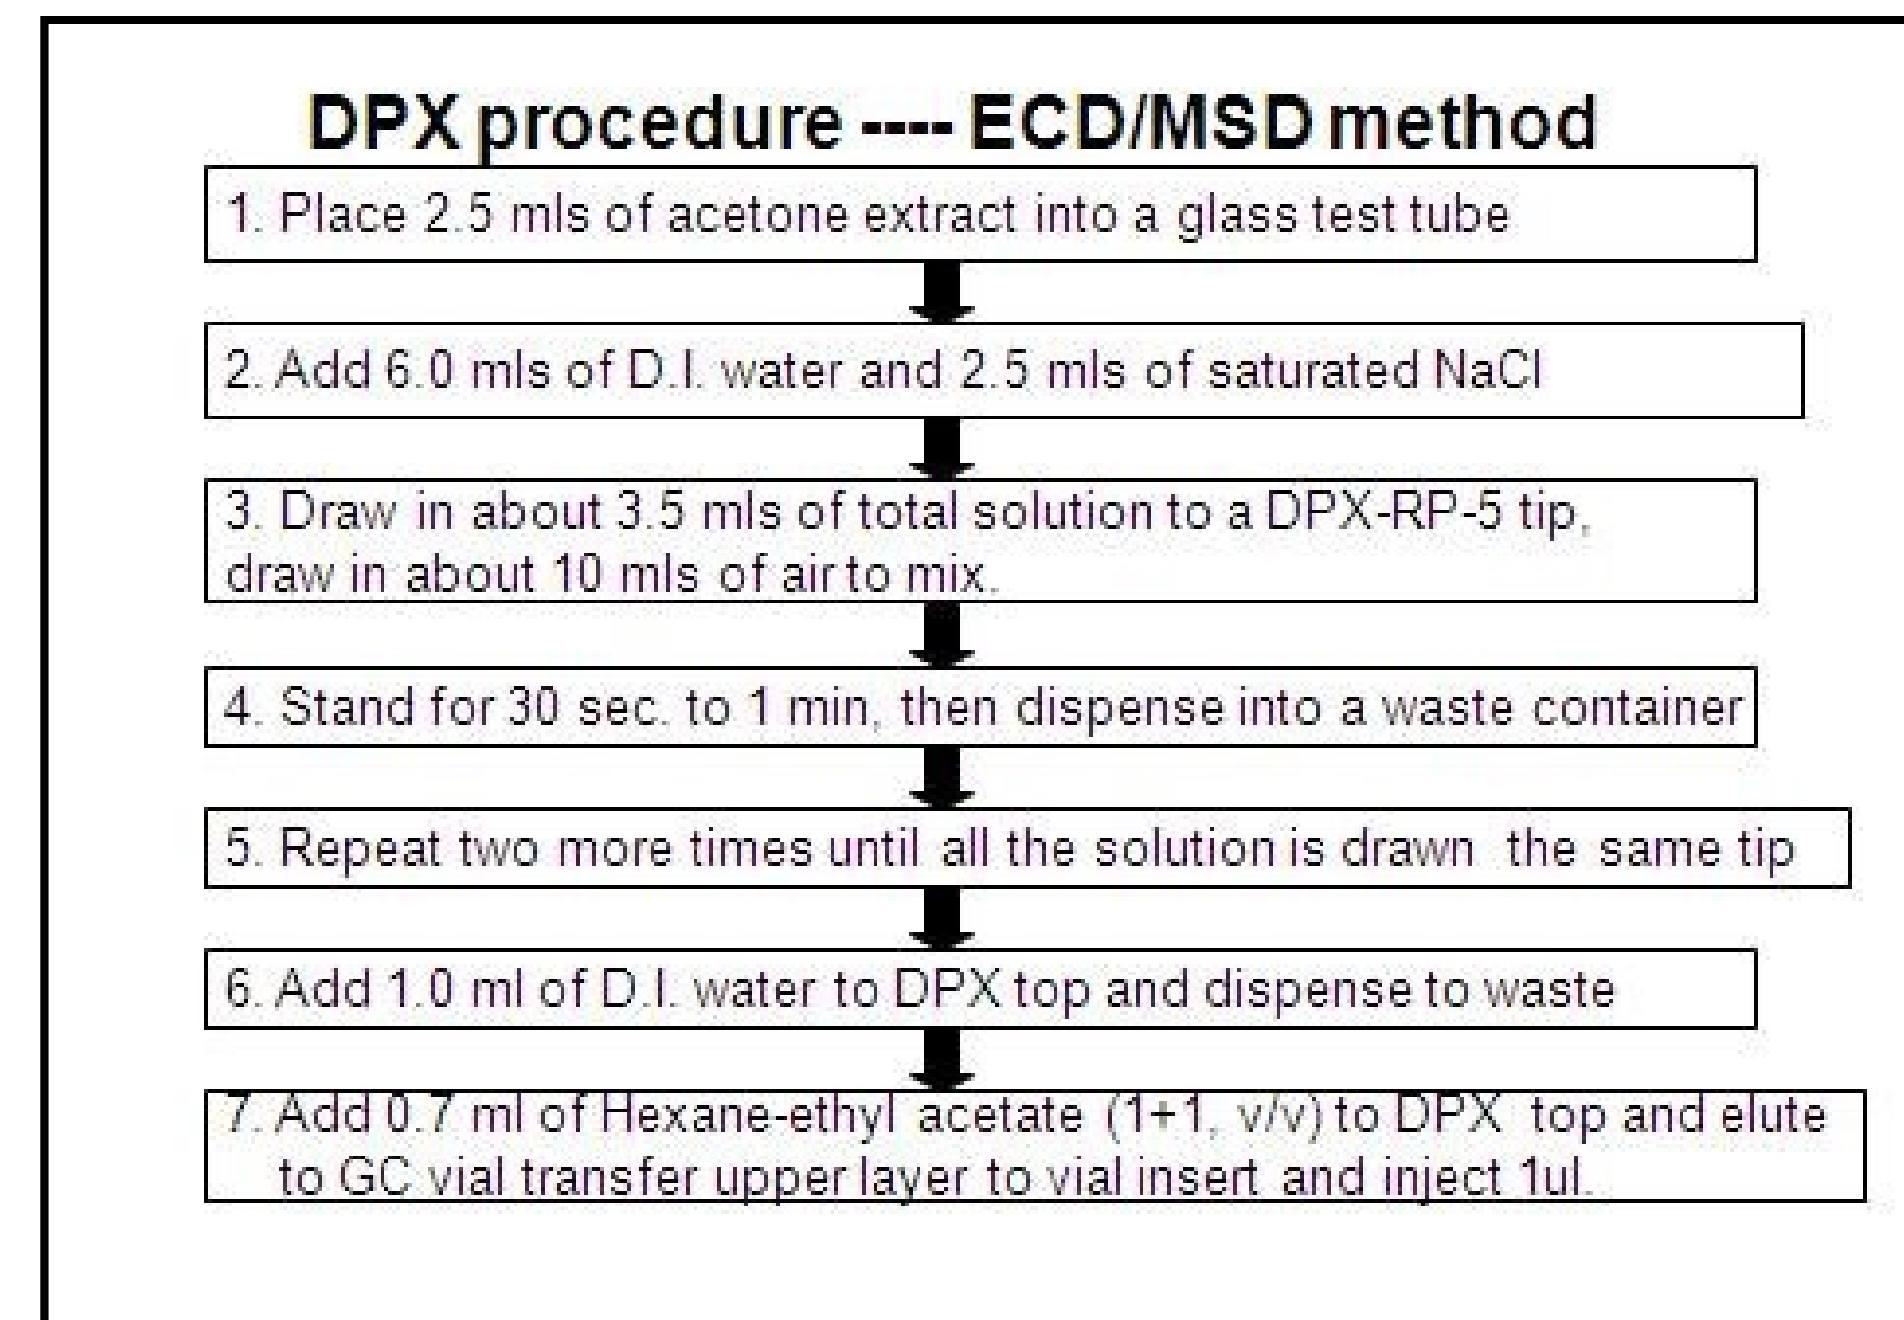 DPX procedure ---- ECD/MSD method
1. Place 2.5 mls of acetone extract into a glass test tube
2. Add 6.0 mls of D.I. water and 2.5 mls of saturated NaCl
3. Draw in about 3.5 mls of total solution to a DPX-RP-5 tip,
draw in about 10 mls of air to mix.
4. Stand for 30 sec. to 1 min, then dispense into a waste container
5. Repeat two more times until all the solution is drawn the same tip
6. Add 1.0 ml of D.I. water to DPX top and dispense to waste
7. Add 0.7 ml of Hexane-ethyl acetate (1+1, v/v) to DPX top and elute
to GC vial transfer upper layer to vial insert and inject 1ul.